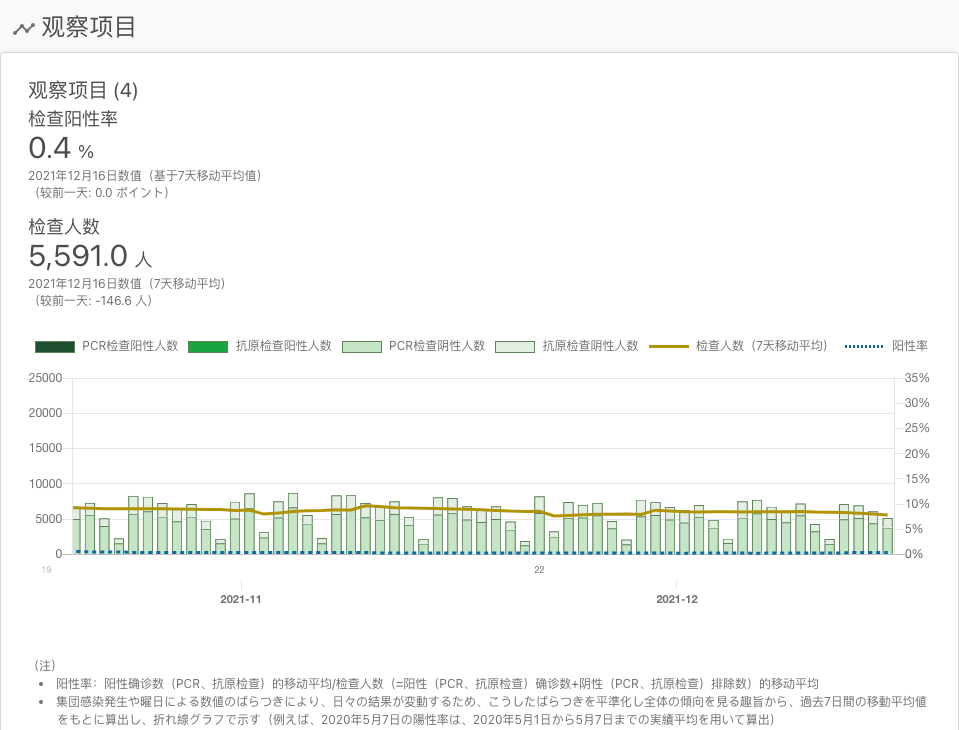 观察项目
观察项目 (4)
检查阳性率
0.4 %
2021年12月16日数值（基于7天移动平均值）
（较前一天: 0.0 ポイント）
检查人数
5,591.0 人
2021年12月16日数值（7天移动平均）
（较前一天: -146.6 人）
PCR检查阳性人数 抗原检查阳性人数 PCR检查阴性人数 抗原检查阴性人数 检查人数（7天移动平均） 阳性率
25000 35%
20000 30%
15000 25%
10000 20%
5000 15%
0 10%
5%
0%
19 22
2021-11 2021-12
（注）
• 阳性率：阳性确诊数（PCR、抗原检查）的移动平均/检查人数（=阳性（PCR、抗原检查）确诊数+阴性（PCR、抗原检查）排除数）的移动平均
• 集団感染発生や曜日による数値のばらつきにより、日々の結果が変動するため、こうしたばらつきを平準化し全体の傾向を見る趣旨から、過去7日間の移動平均値
をもとに算出し、折れ線グラフで示す（例えば、2020年5月7日の陽性率は、2020年5月1日から5月7日までの実績平均を用いて算出）